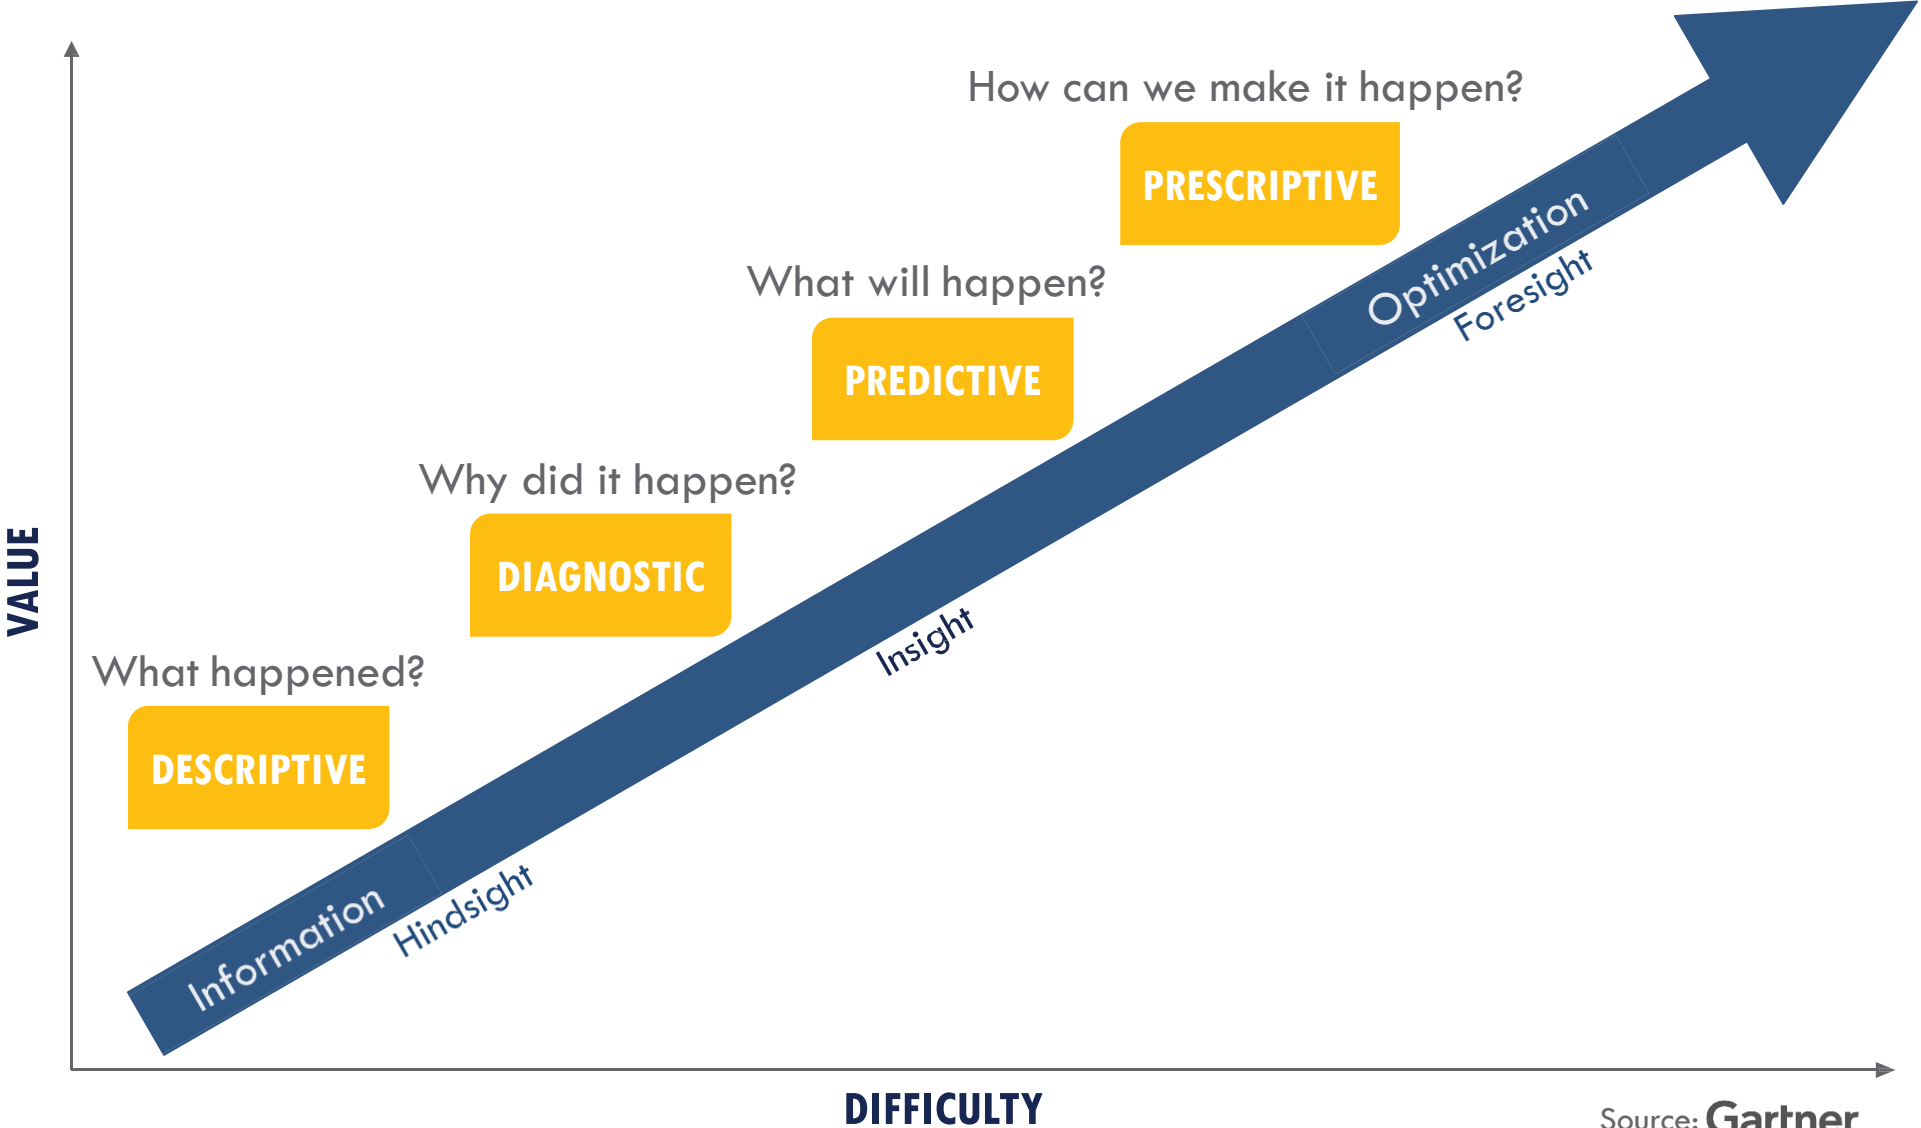 How can we make it happen?
PRESCRIPTIVE
Optimization
Foresight
What will happen?
PREDICTIVE
Why did it happen?
DIAGNOSTIC
Insight
What happened?
DESCRIPTIVE
Information
Hindsight
VALUE
DIFFICULTY
Source: Gartner